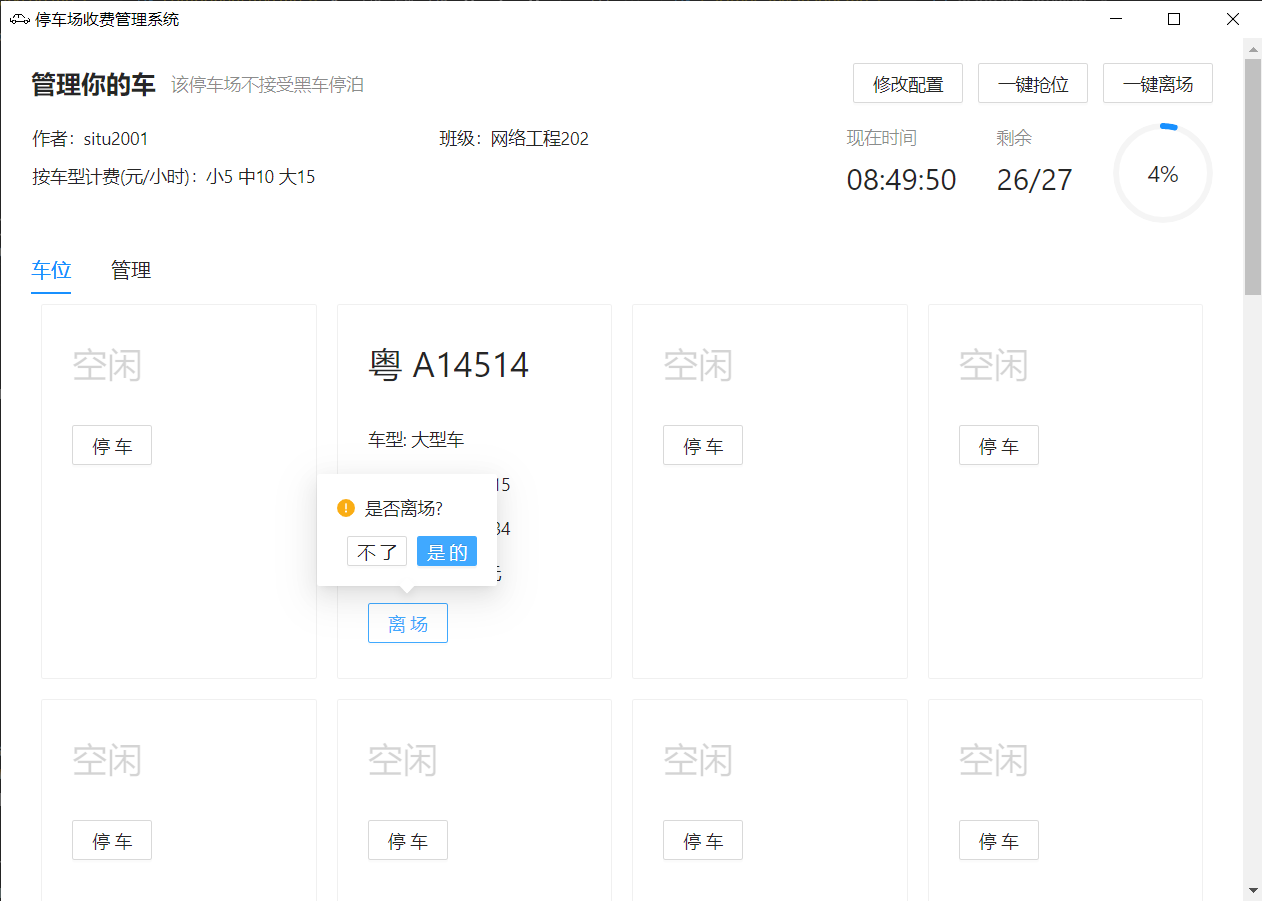 停车场收费管理系统
管理你的车 该停车场不接受黑车停泊 修改配置 一键抢位 一键离场
作者：situ2001 班级：网络工程202 现在时间 剩余
按车型计费(元/小时)：小5 中10 大15 08:49:50 26/27 4%
车位 管理
空闲 粤 A14514 空闲 空闲
停 车 车型: 大型车 停 车 停 车
15
是否离场?
34
不 了 是 的
离 场
空闲 空闲 空闲 空闲
停 车 停 车 停 车 停 车